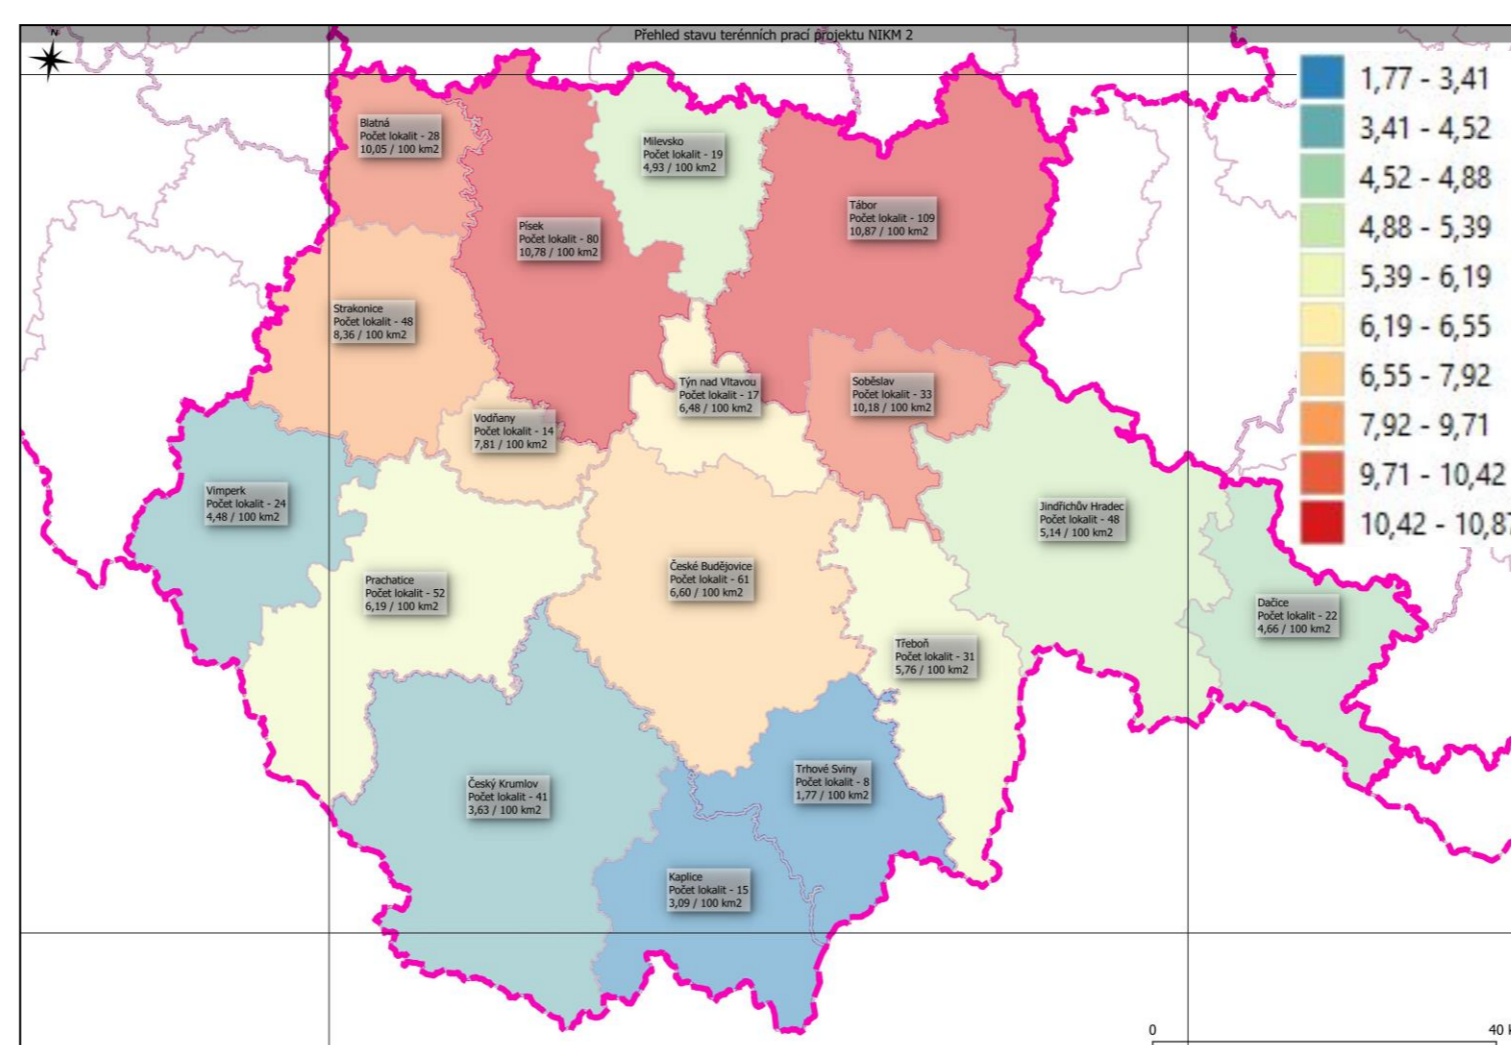 Přehled stavu terénních prací projektu NIKM 2
N
1,77 - 3,41
3,41 - 4,52
4,52 - 4,88
4,88 - 5,39
5,39 - 6,19
6,19 - 6,55
6,55 - 7,92
7,92 - 9,71
9,71 - 10,42
10,42 - 10,87
Blatná
Počet lokalit - 28
10,05 / 100 km2
Milevsko
Počet lokalit - 19
4,93 / 100 km2
Písek
Počet lokalit - 80
10,78 / 100 km2
Tábor
Počet lokalit - 109
10,87 / 100 km2
Strakonice
Počet lokalit - 48
8,36 / 100 km2
Týn nad Vltavou
Počet lokalit - 17
6,48 / 100 km2
Soběslav
Počet lokalit - 33
10,18 / 100 km2
Vodňany
Počet lokalit - 14
7,81 / 100 km2
Vimperk
Počet lokalit - 24
4,48 / 100 km2
Jindřichův Hradec
Počet lokalit - 48
5,14 / 100 km2
Prachatice
Počet lokalit - 52
6,19 / 100 km2
České Budějovice
Počet lokalit - 61
6,60 / 100 km2
Dačice
Počet lokalit - 22
4,66 / 100 km2
Třeboň
Počet lokalit - 31
5,76 / 100 km2
Český Krumlov
Počet lokalit - 41
3,63 / 100 km2
Trhové Sviny
Počet lokalit - 8
1,77 / 100 km2
Kaplice
Počet lokalit - 15
3,09 / 100 km2
0 40 k